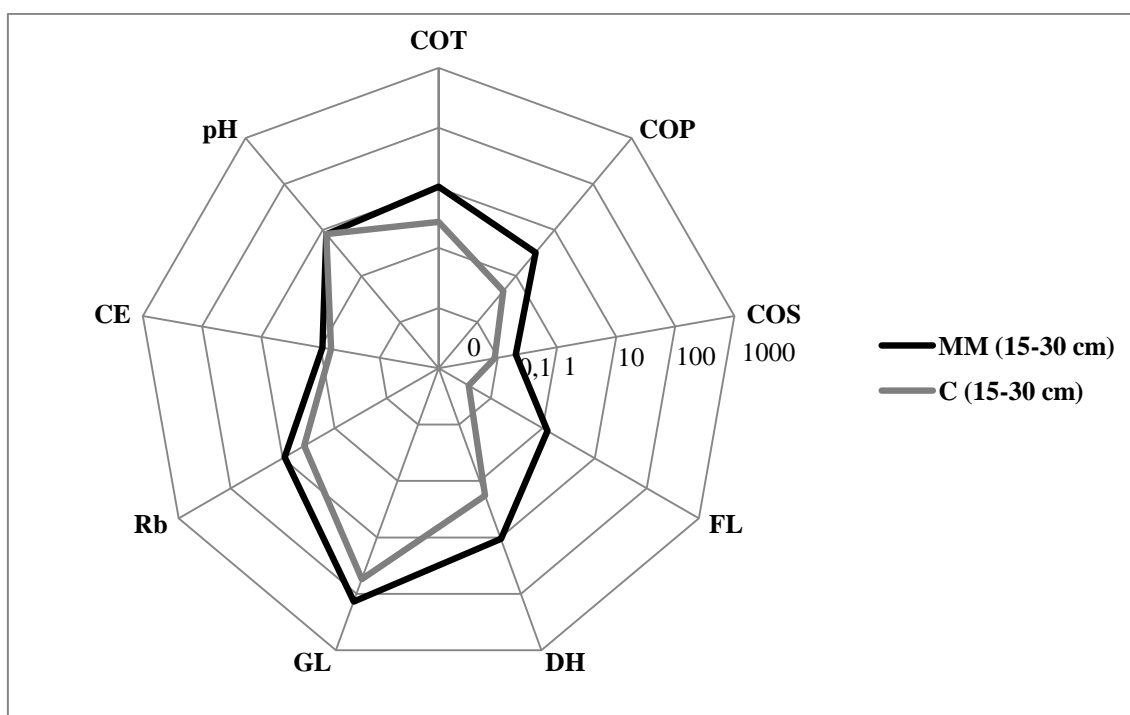 COT
pH
COP
CE
COS
0
0,1
1
10
100
1000
MM (15-30 cm)
C (15-30 cm)
Rb
FL
GL
DH